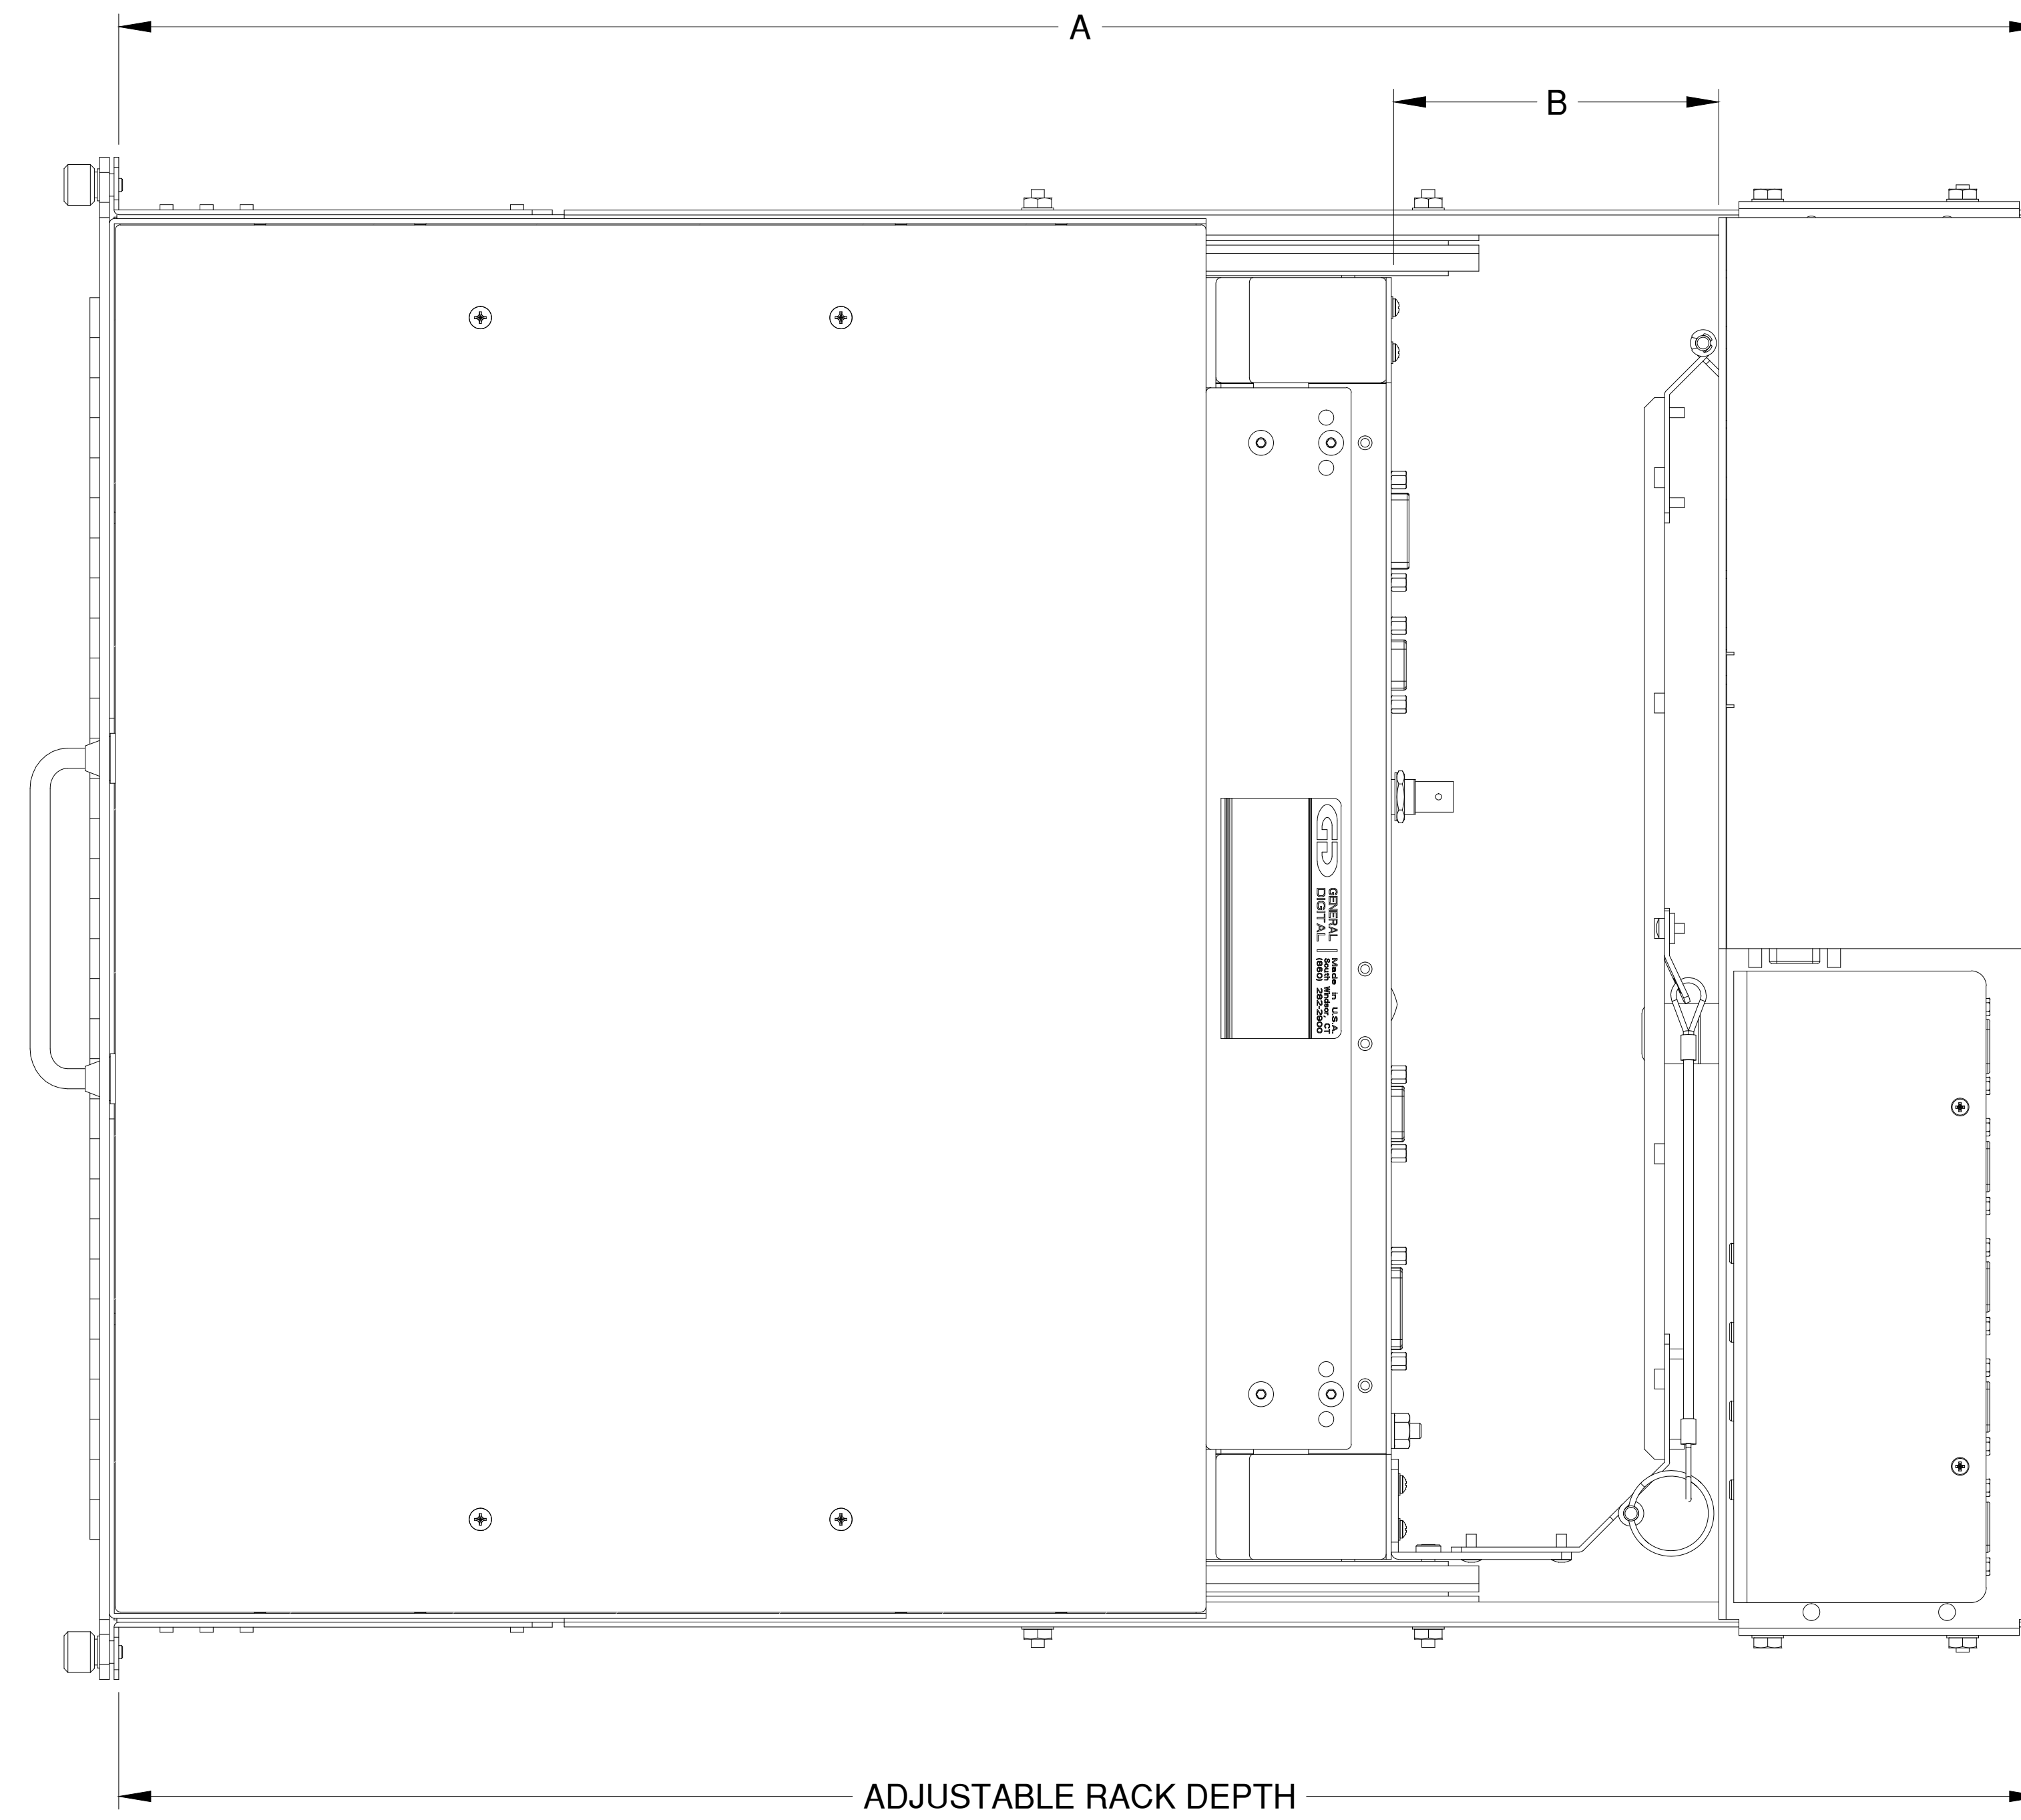 A
B
GENERAL
DIGITAL
Made in U.S.A.
South Windsor, CT
(860) 282-2900
ADJUSTABLE RACK DEPTH